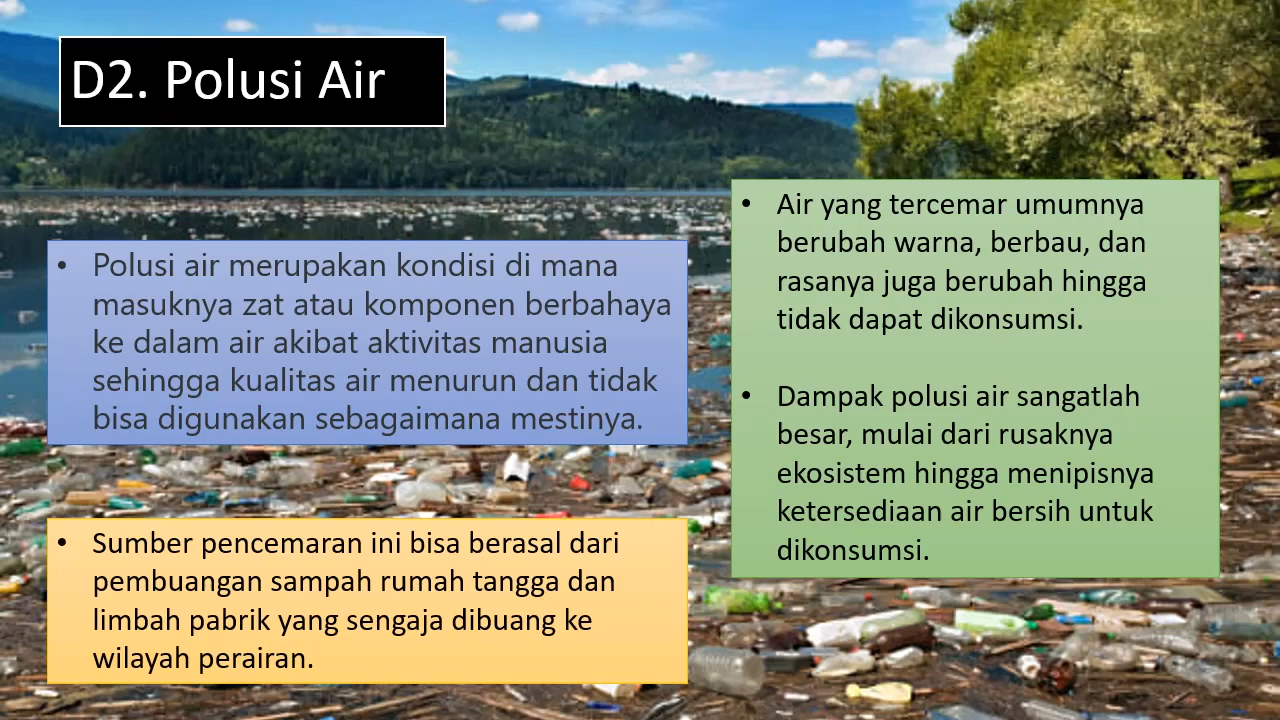 D2. Polusi Air
• Polusi air merupakan kondisi di mana
masuknya zat atau komponen berbahaya
ke dalam air akibat aktivitas manusia
sehingga kualitas air menurun dan tidak
bisa digunakan sebagaimana mestinya.
• Sumber pencemaran ini bisa berasal dari
pembuangan sampah rumah tangga dan
limbah pabrik yang sengaja dibuang ke
wilayah perairan.
• Air yang tercemar umumnya
berubah warna, berbau, dan
rasanya juga berubah hingga
tidak dapat dikonsumsi.
• Dampak polusi air sangatlah
besar, mulai dari rusaknya
ekosistem hingga menipisnya
ketersediaan air bersih untuk
dikonsumsi.